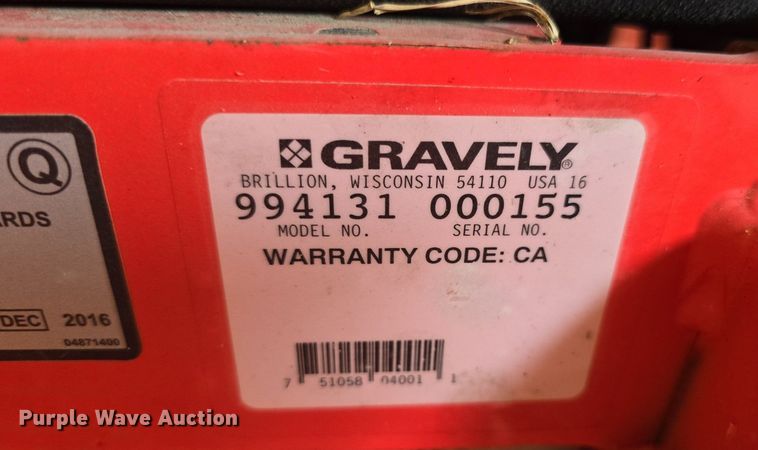 Q
ARDS
DEC 2016
04871400
GRAVELY®
BRILLION, WISCONSIN 54110 USA 16
994131 000155
MODEL NO. SERIAL NO.
WARRANTY CODE: CA
7 51058 04001 1
Purple Wave Auction